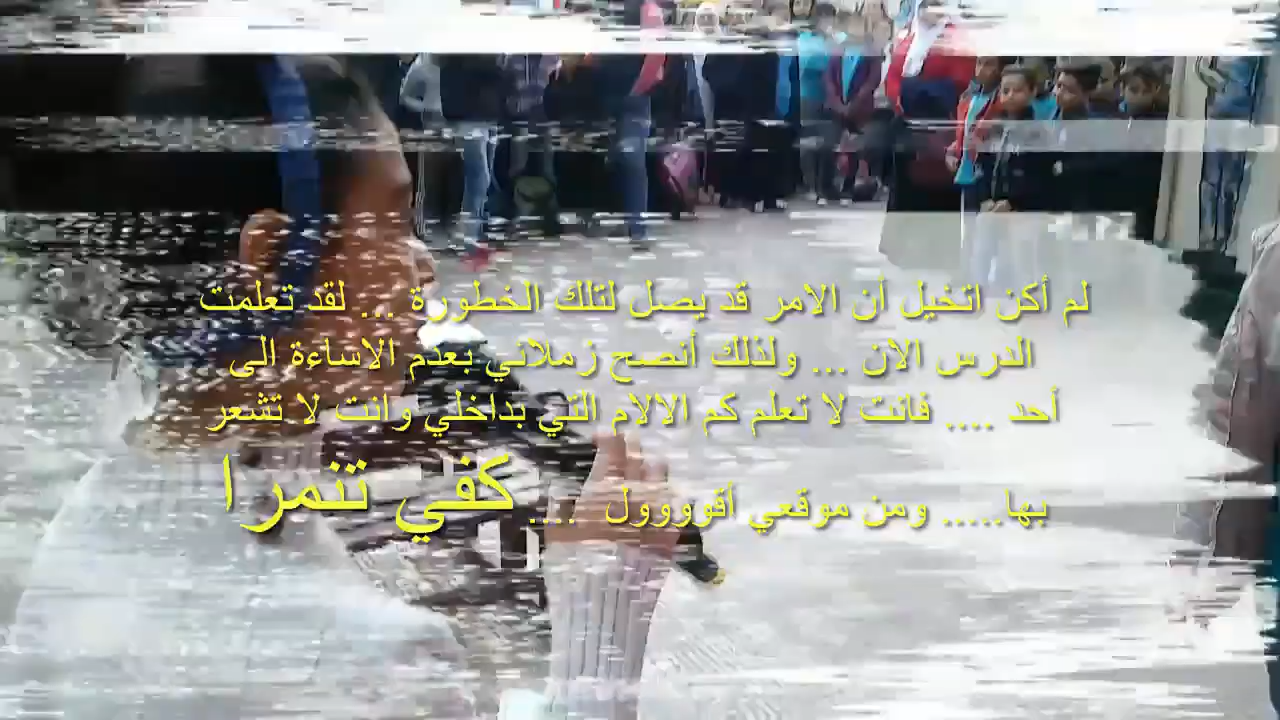 لم أكن اتخيل أن الامر قد يصل لتلك الخطورة ... لقد تعلمت
الدرس الان ... ولذلك أنصح زملائي بعدم الاساءة الى
أحد .... فانت لا تعلم كم الالام التي بداخلي وانت لا تشعر
بها..... ومن موقعي أقوووول .... كفي تنمرا